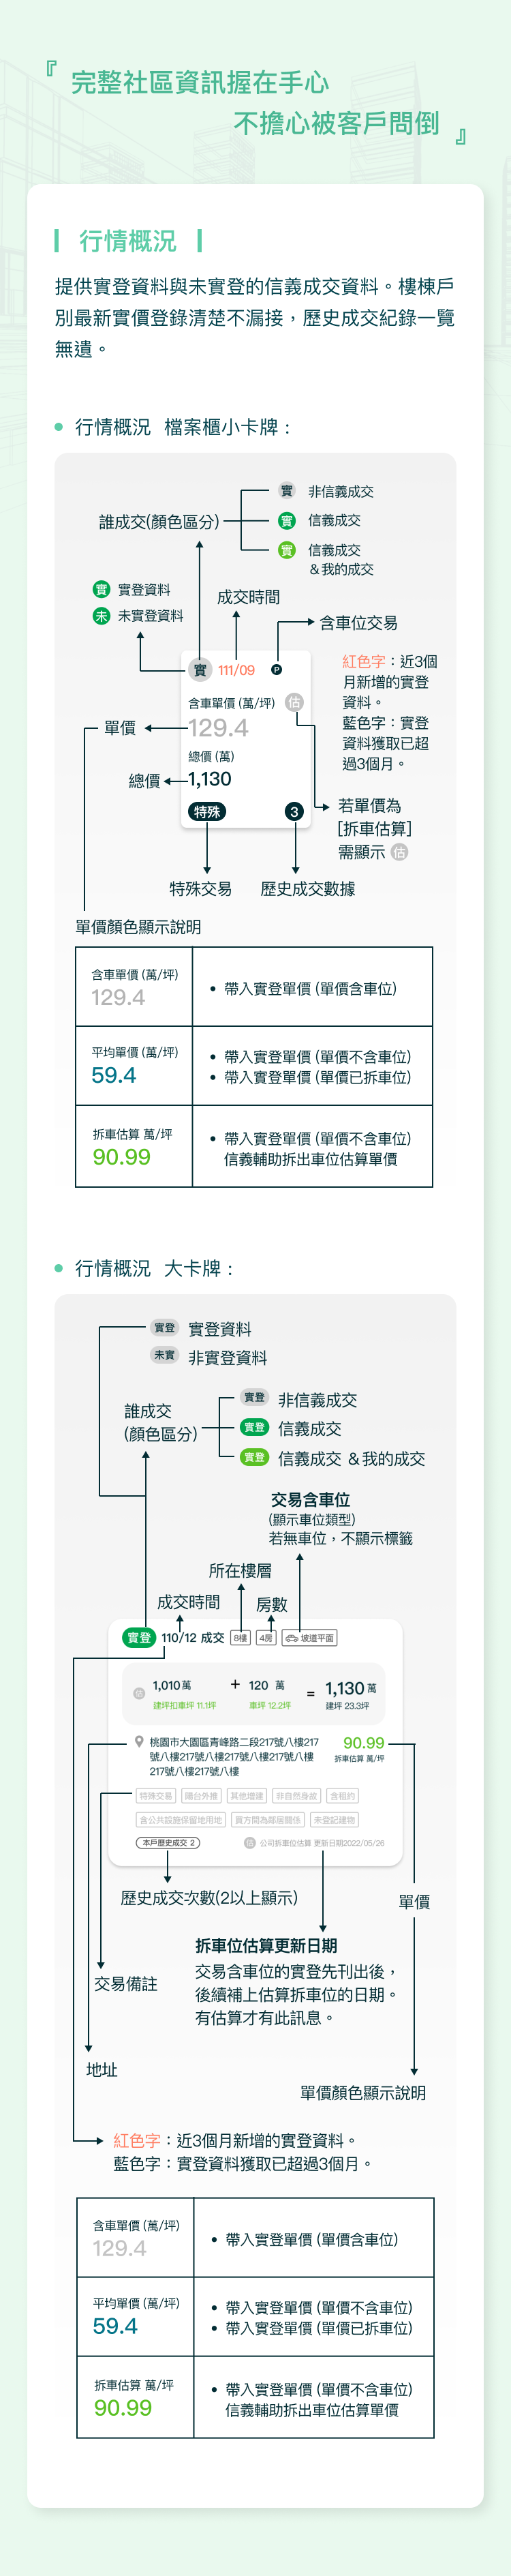 『 完整社區資訊握在手心
不擔心被客戶問倒 』
行情概況
提供實登資料與未實登的信義成交資料。樓棟戶
別最新實價登錄清楚不漏接，歷史成交紀錄一覽
無遺。
行情概況 檔案櫃小卡牌：
誰成交(顏色區分)
實 非信義成交
實 信義成交
實 信義成交
＆我的成交
實 實登資料
未 未實登資料
成交時間
含車位交易
實 111/09 P
含車單價 (萬/坪) 估
129.4
總價 (萬)
1,130
特殊 3
紅色字：近3個
月新增的實登
資料。
藍色字：實登
資料獲取已超
過3個月。
單價
總價
若單價為
[拆車估算]
需顯示 估
特殊交易
歷史成交數據
單價顏色顯示說明
含車單價 (萬/坪)
129.4
• 帶入實登單價 (單價含車位)
平均單價 (萬/坪)
59.4
• 帶入實登單價 (單價不含車位)
• 帶入實登單價 (單價已拆車位)
拆車估算 萬/坪
90.99
• 帶入實登單價 (單價不含車位)
信義輔助拆出車位估算單價
行情概況 大卡牌：
實登 實登資料
未實 非實登資料
誰成交
(顏色區分)
實登 非信義成交
實登 信義成交
實登 信義成交 ＆我的成交
交易含車位
(顯示車位類型)
若無車位，不顯示標籤
所在樓層
成交時間
房數
實登 110/12 成交 8樓 4房 坡道平面
估 1,010萬 + 120 萬 = 1,130 萬
建坪扣車坪 11.1坪 車坪 12.2坪 建坪 23.3坪
桃園市大園區青峰路二段217號八樓217
號八樓217號八樓217號八樓217號八樓
217號八樓217號八樓
90.99
拆車估算 萬/坪
特殊交易 陽台外推 其他增建 非自然身故 含租約
含公共設施保留地用地 買方間為鄰居關係 未登記建物
本戶歷史成交 2
估 公司拆車位估算 更新日期2022/05/26
歷史成交次數(2以上顯示)
單價
拆車位估算更新日期
交易含車位的實登先刊出後，
後續補上估算拆車位的日期。
有估算才有此訊息。
交易備註
地址
單價顏色顯示說明
紅色字：近3個月新增的實登資料。
藍色字：實登資料獲取已超過3個月。
含車單價 (萬/坪)
129.4
• 帶入實登單價 (單價含車位)
平均單價 (萬/坪)
59.4
• 帶入實登單價 (單價不含車位)
• 帶入實登單價 (單價已拆車位)
拆車估算 萬/坪
90.99
• 帶入實登單價 (單價不含車位)
信義輔助拆出車位估算單價